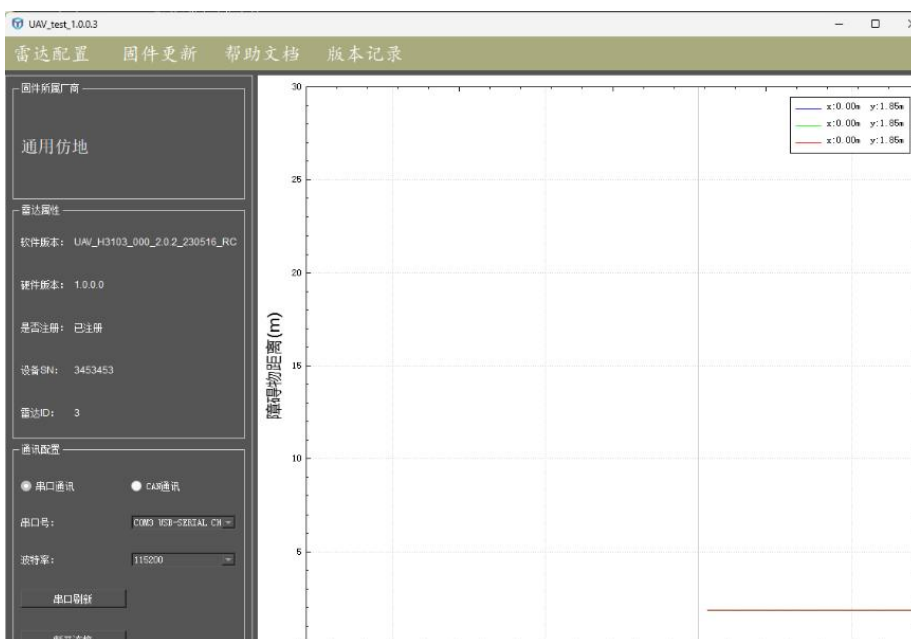 UAV_test_1.0.0.3
雷达配置 固件更新 帮助文档 版本记录
固件所属厂商
通用仿地
雷达属性
软件版本: UAV_H3103_000_2.0.2_230516_RC
硬件版本: 1.0.0.0
是否注册: 已注册
设备SN: 3453453
雷达ID: 3
通讯配置
串口通讯 CAN通讯
串口号: COM3 USB-SERIAL CH
波特率: 115200
串口刷新
障碍物距离(m)
30
25
20
15
10
5
x:0.00m y:1.85m
x:0.00m y:1.85m
x:0.00m y:1.85m